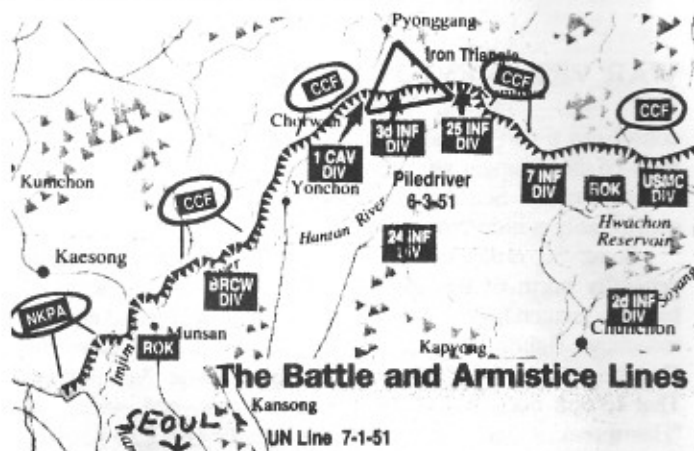 Pyonggang
Iron Triangle
CCF
CCF
CCF
Chorwon
1 CAV
DIV
3d INF
DIV
25 INF
DIV
7 INF
DIV
ROK
USMC
DIV
Kumchon
Yonchon
Piledriver
6-3-51
CCF
Hantan River
24 INF
DIV
Hwachon
Reservoir
Kaesong
BRCW
DIV
2d INF
DIV
Soyang
NKPA
Munsan
ROK
Imjim
Kapyong
Chunchon
The Battle and Armistice Lines
SEOUL
Kansong
UN Line 7-1-51